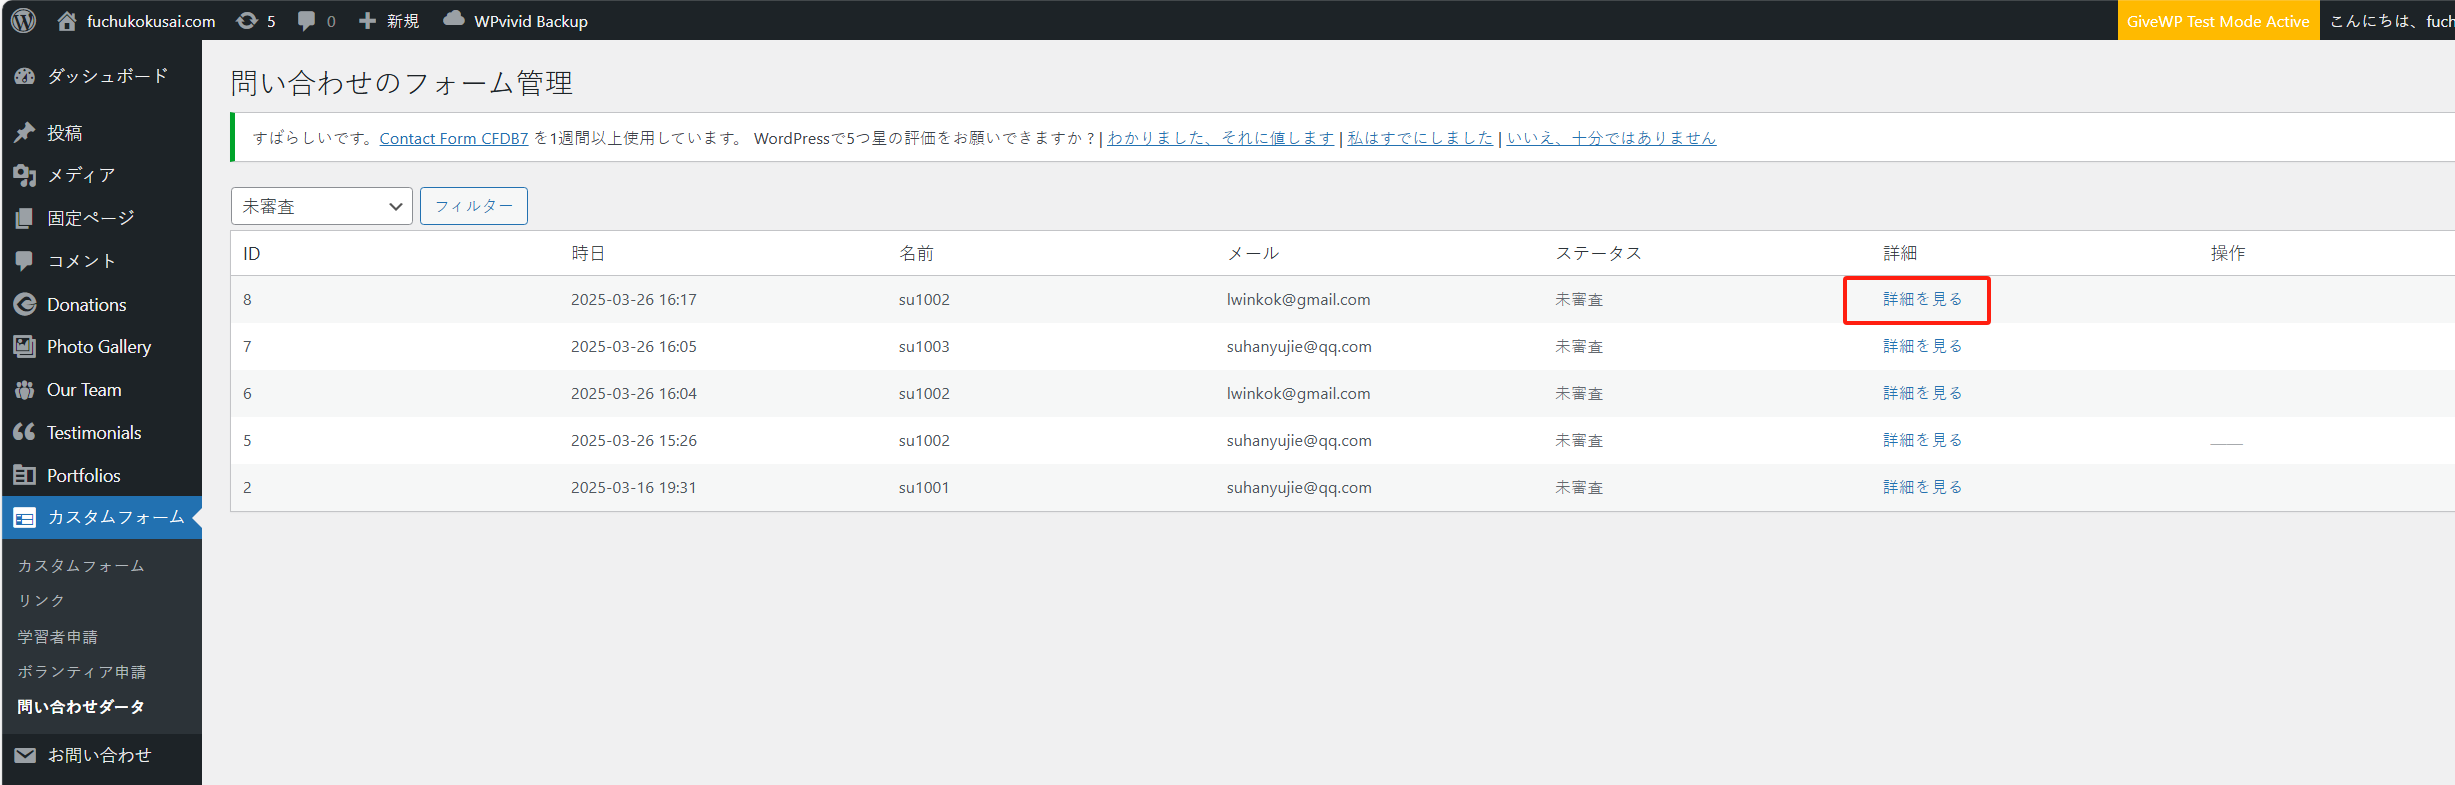 fuchukokusai.com 5 0 新規 WPvivid Backup GiveWP Test Mode Active こんにちは、fuch
ダッシュボード
投稿
メディア
固定ページ
コメント
Donations
Photo Gallery
Our Team
Testimonials
Portfolios
カスタムフォーム
カスタムフォーム
リンク
学習者申請
ボランティア申請
問い合わせデータ
お問い合わせ
問い合わせのフォーム管理
すばらしいです。Contact Form CFDB7 を1週間以上使用しています。 WordPressで5つ星の評価をお願いできますか ? | わかりました、それに値します | 私はすでにしました | いいえ、十分ではありません
未審査 フィルター
ID 時日 名前 メール ステータス 詳細 操作
8 2025-03-26 16:17 su1002 lwinkok@gmail.com 未審査 詳細を見る
7 2025-03-26 16:05 su1003 suhanyujie@qq.com 未審査 詳細を見る
6 2025-03-26 16:04 su1002 lwinkok@gmail.com 未審査 詳細を見る
5 2025-03-26 15:26 su1002 suhanyujie@qq.com 未審査 詳細を見る ——
2 2025-03-16 19:31 su1001 suhanyujie@qq.com 未審査 詳細を見る